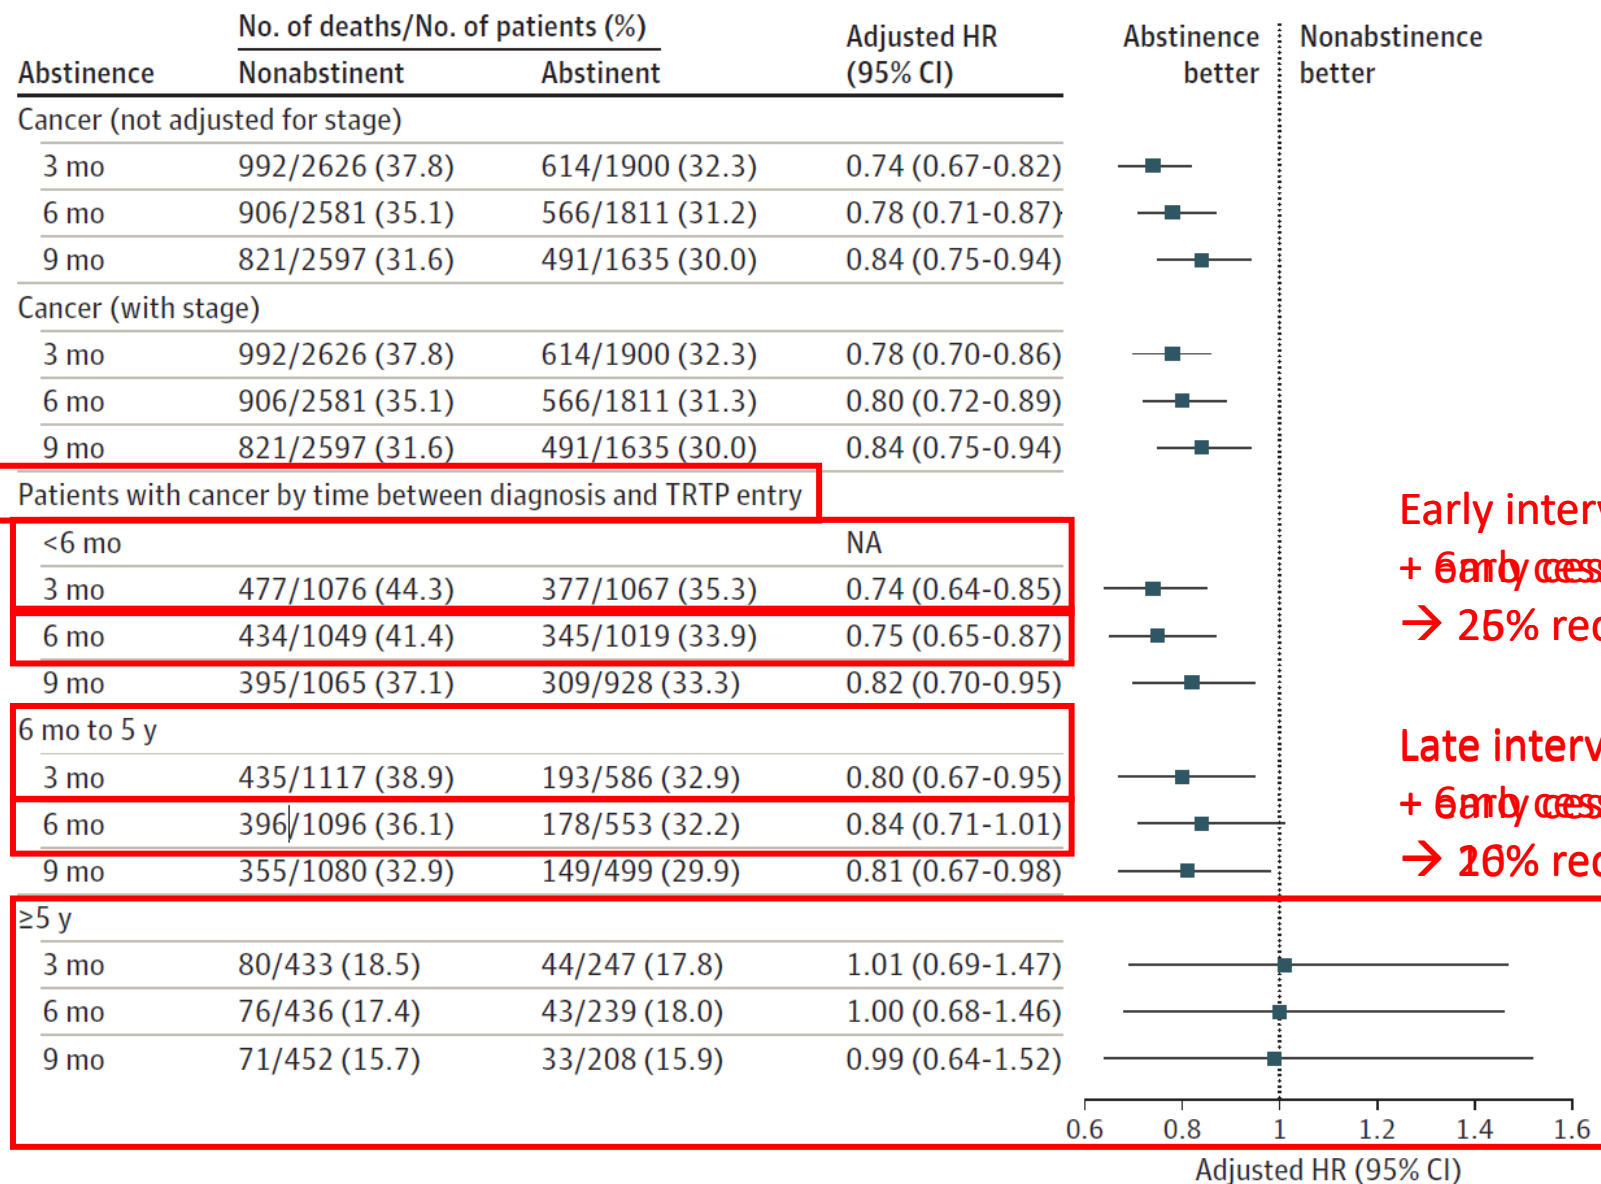 No. of deaths/No. of patients (%)
Abstinence Nonabstinent Abstinent Adjusted HR (95% CI) Abstinence better Nonabstinence better
Cancer (not adjusted for stage)
3 mo 992/2626 (37.8) 614/1900 (32.3) 0.74 (0.67-0.82)
6 mo 906/2581 (35.1) 566/1811 (31.2) 0.78 (0.71-0.87)
9 mo 821/2597 (31.6) 491/1635 (30.0) 0.84 (0.75-0.94)
Cancer (with stage)
3 mo 992/2626 (37.8) 614/1900 (32.3) 0.78 (0.70-0.86)
6 mo 906/2581 (35.1) 566/1811 (31.3) 0.80 (0.72-0.89)
9 mo 821/2597 (31.6) 491/1635 (30.0) 0.84 (0.75-0.94)
Patients with cancer by time between diagnosis and TRTP entry
<6 mo NA
3 mo 477/1076 (44.3) 377/1067 (35.3) 0.74 (0.64-0.85)
6 mo 434/1049 (41.4) 345/1019 (33.9) 0.75 (0.65-0.87)
9 mo 395/1065 (37.1) 309/928 (33.3) 0.82 (0.70-0.95)
6 mo to 5 y
3 mo 435/1117 (38.9) 193/586 (32.9) 0.80 (0.67-0.95)
6 mo 396/1096 (36.1) 178/553 (32.2) 0.84 (0.71-1.01)
9 mo 355/1080 (32.9) 149/499 (29.9) 0.81 (0.67-0.98)
≥5 y
3 mo 80/433 (18.5) 44/247 (17.8) 1.01 (0.69-1.47)
6 mo 76/436 (17.4) 43/239 (18.0) 1.00 (0.68-1.46)
9 mo 71/452 (15.7) 33/208 (15.9) 0.99 (0.64-1.52)
0.6 0.8 1 1.2 1.4 1.6
Adjusted HR (95% CI)
Early interv
+
→ red
Late interv
+
→ red